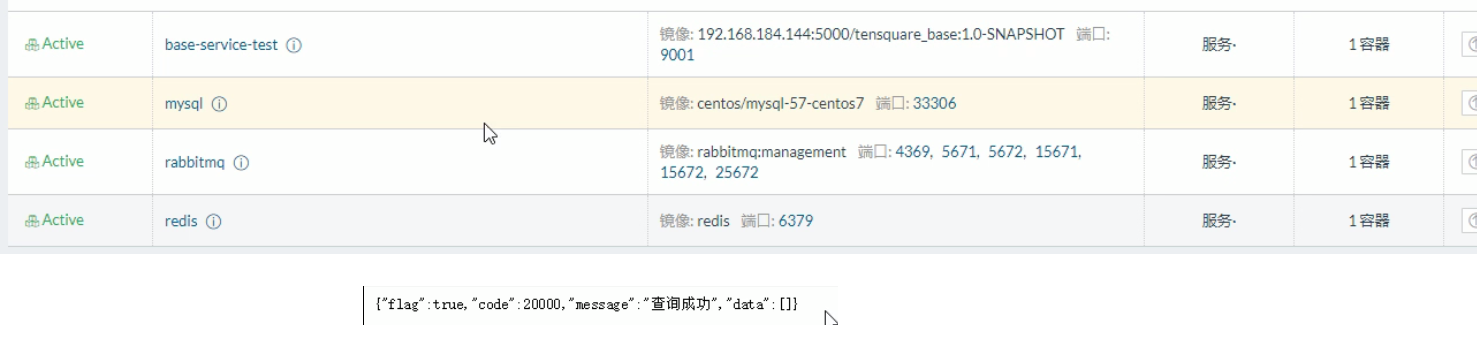 Active base-service-test 镜像: 192.168.184.144:5000/tensquare_base:1.0-SNAPSHOT 端口: 服务 1容器
9001
Active mysql 镜像: centos/mysql-57-centos7 端口: 33306 服务 1容器
Active rabbitmq 镜像: rabbitmq:management 端口: 4369, 5671, 5672, 15671, 服务 1容器
15672, 25672
Active redis 镜像: redis 端口: 6379 服务 1容器
{"flag":true,"code":20000,"message":"查询成功","data":[]}